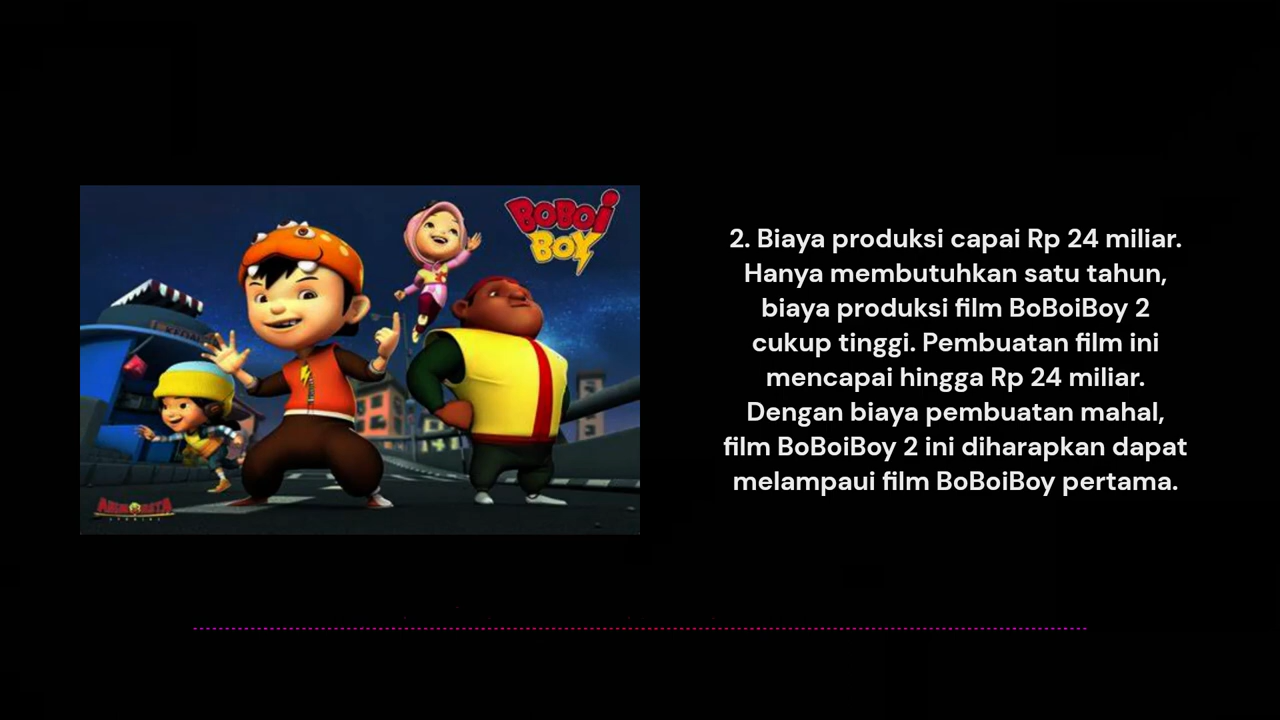 BOBOI
BOY
ANIMONSTA
STUDIOS
2. Biaya produksi capai Rp 24 miliar.
Hanya membutuhkan satu tahun,
biaya produksi film BoBoiBoy 2
cukup tinggi. Pembuatan film ini
mencapai hingga Rp 24 miliar.
Dengan biaya pembuatan mahal,
film BoBoiBoy 2 ini diharapkan dapat
melampaui film BoBoiBoy pertama.